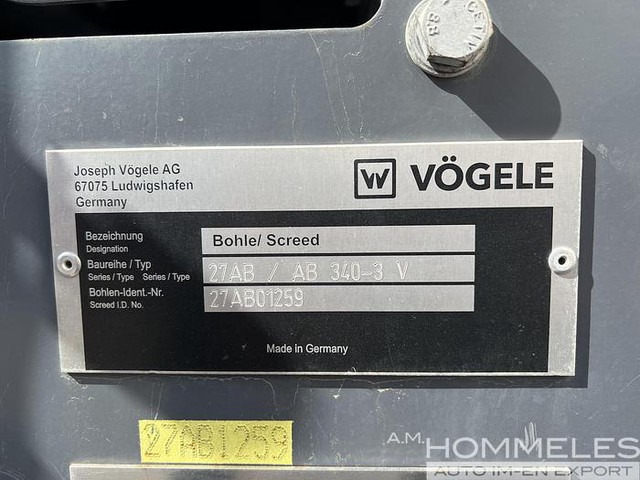 Joseph Vögele AG
67075 Ludwigshafen
Germany
VÖGELE
Bezeichnung
Designation
Bohle/ Screed
Baureihe / Typ
Series / Type Series / Type
27AB / AB 340-3 V
Bohlen-Ident.-Nr.
Screed I.D. No.
27AB01259
Made in Germany
27AB1259
A.M.
HOMMELES
AUTO IM-EN EXPORT